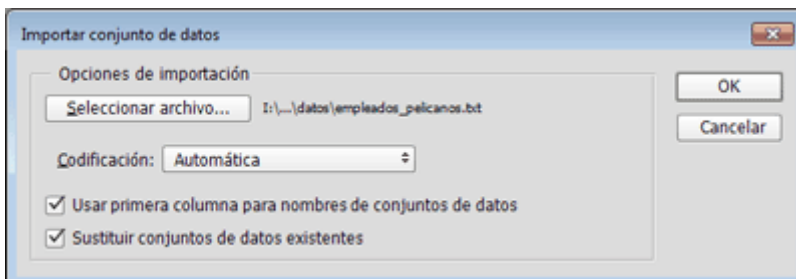 Importar conjunto de datos
Opciones de importación
Seleccionar archivo... I:\...\datos\empleados_pelicanos.txt
OK
Cancelar
Codificación: Automática
Usar primera columna para nombres de conjuntos de datos
Sustituir conjuntos de datos existentes